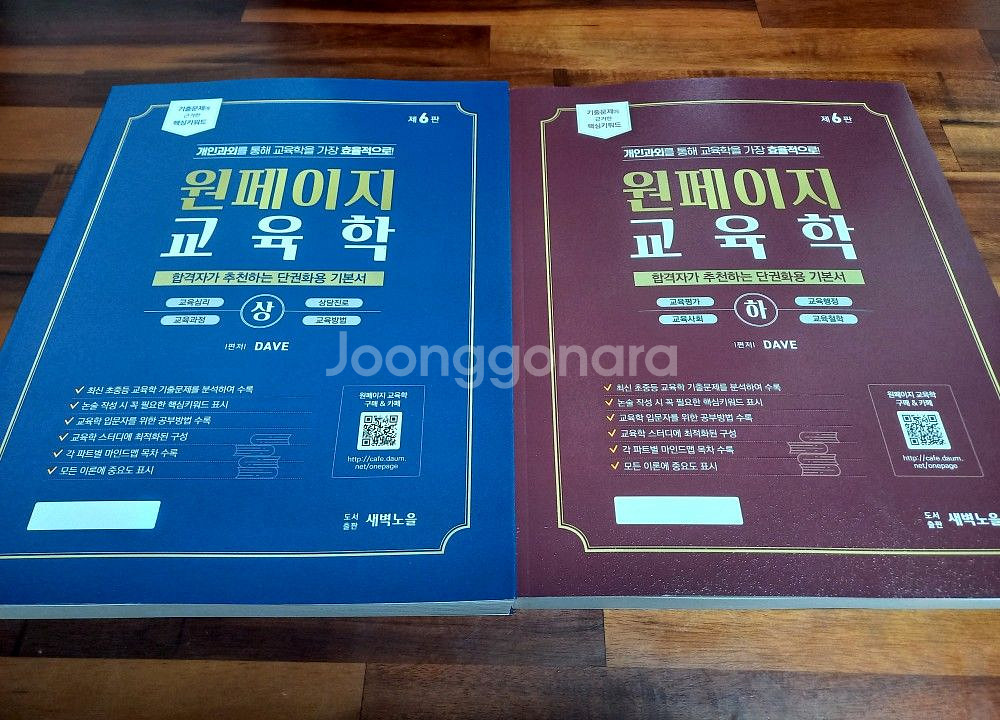 기출문제에
근거한
핵심키워드
제6판
개인과외를 통해 교육학을 가장 효율적으로!
원페이지
교육학
합격자가 추천하는 단권화용 기본서
교육심리
상담진로
교육과정
교육방법
상
|편저| DAVE
✓ 최신 초중등 교육학 기출문제를 분석하여 수록
✓ 논술 작성 시 꼭 필요한 핵심키워드 표시
✓ 교육학 입문자를 위한 공부방법 수록
✓ 교육학 스터디에 최적화된 구성
✓ 각 파트별 마인드맵 목차 수록
✓ 모든 이론에 중요도 표시
원페이지 교육학
구매 & 카페
http://cafe.daum.
net/onepage
도서
출판 새벽노을
기출문제에
근거한
핵심키워드
제6판
개인과외를 통해 교육학을 가장 효율적으로!
원페이지
교육학
합격자가 추천하는 단권화용 기본서
교육평가
교육행정
교육사회
교육철학
하
|편저| DAVE
✓ 최신 초중등 교육학 기출문제를 분석하여 수록
✓ 논술 작성 시 꼭 필요한 핵심키워드 표시
✓ 교육학 입문자를 위한 공부방법 수록
✓ 교육학 스터디에 최적화된 구성
✓ 각 파트별 마인드맵 목차 수록
✓ 모든 이론에 중요도 표시
원페이지 교육학
구매 & 카페
http://cafe.daum.
net/onepage
도서
출판 새벽노을
Joonggonara